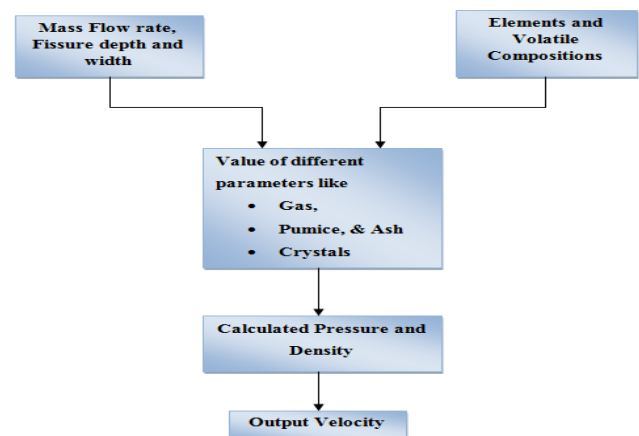 Mass Flow rate,
Fissure depth and
width
Elements and
Volatile
Compositions
Value of different
parameters like
• Gas,
• Pumice, & Ash
• Crystals
Calculated Pressure and
Density
Output Velocity